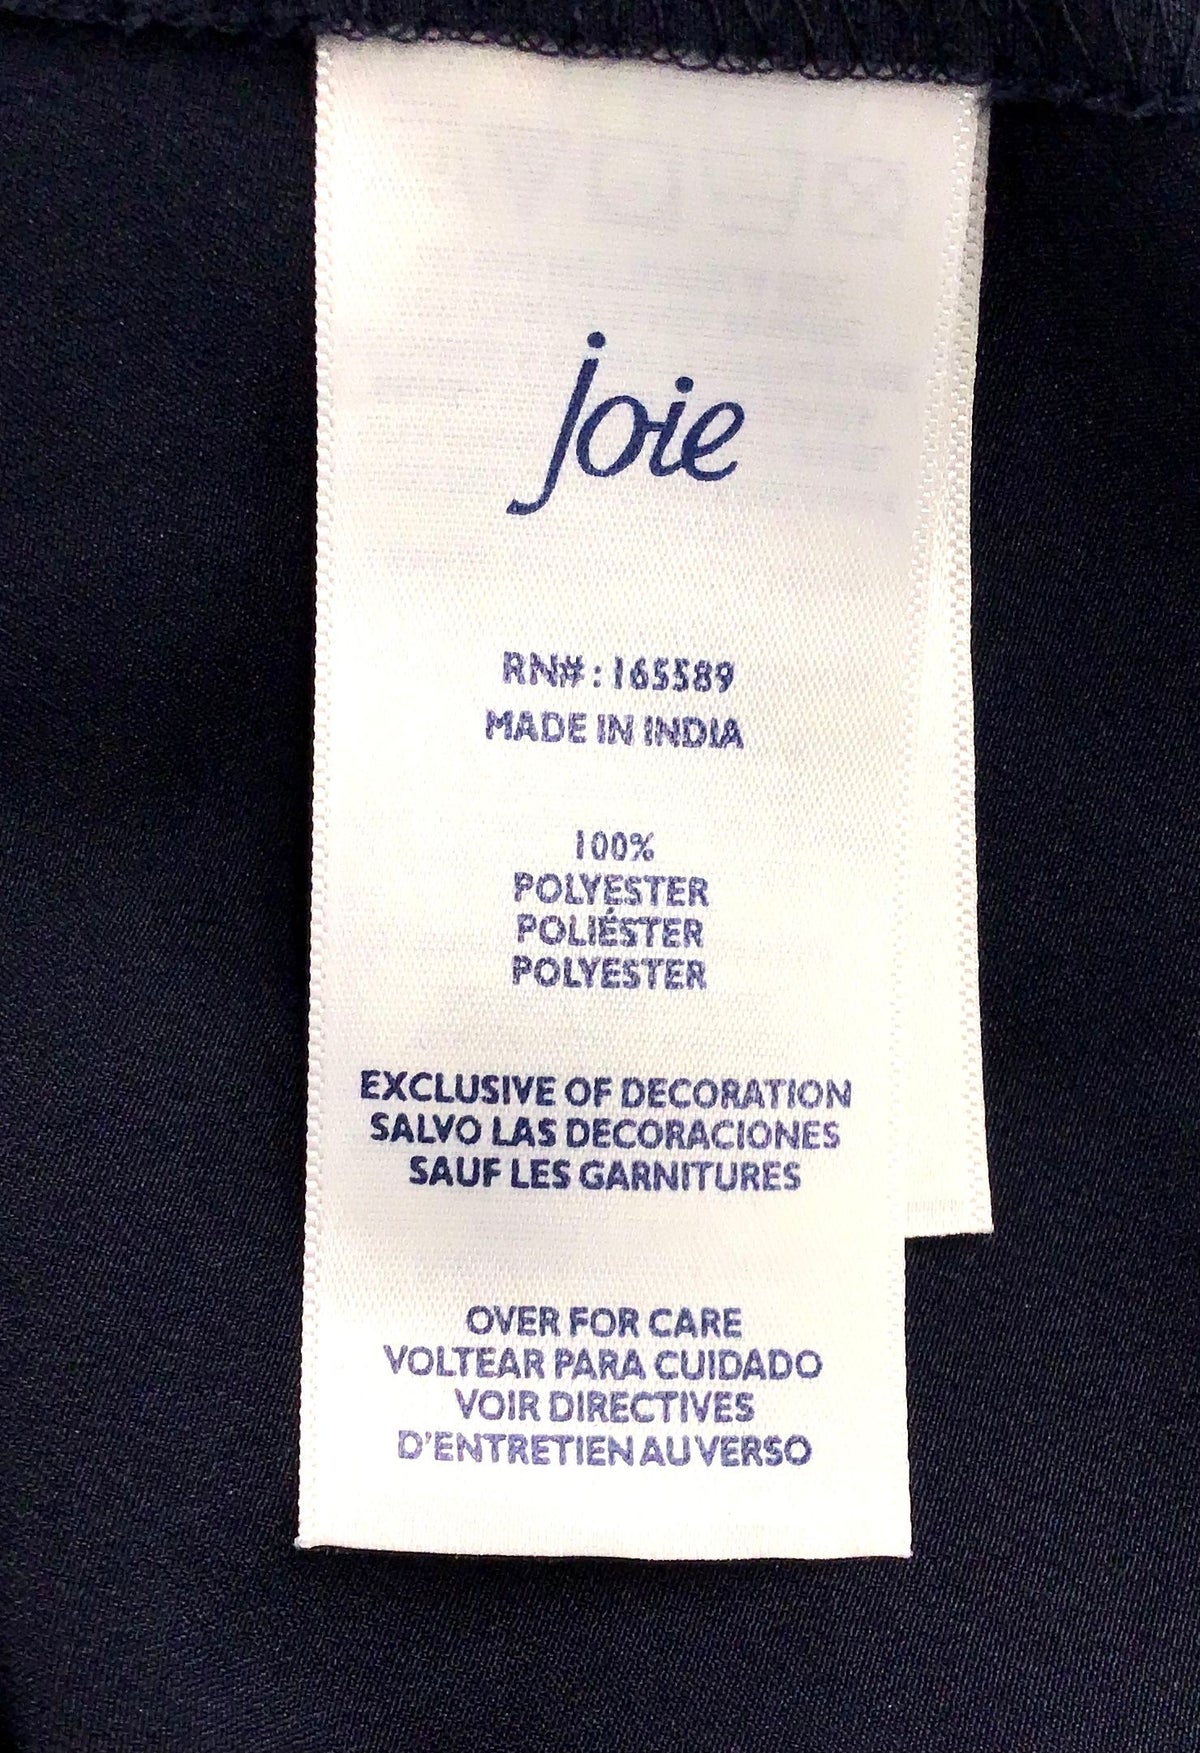 joie
RN# : 165589
MADE IN INDIA
100%
POLYESTER
POLIÉSTER
POLYESTER
EXCLUSIVE OF DECORATION
SALVO LAS DECORACIONES
SAUF LES GARNITURES
OVER FOR CARE
VOLTEAR PARA CUIDADO
VOIR DIRECTIVES
D'ENTRETIEN AU VERSO